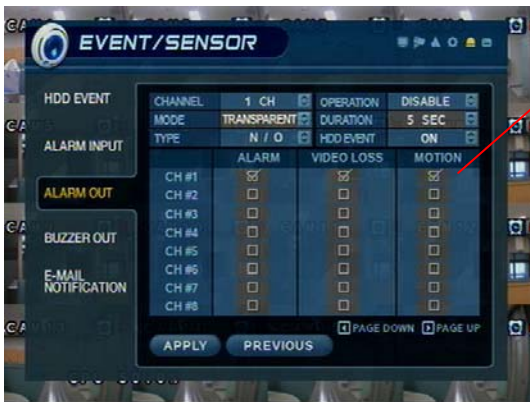 EVENT/SENSOR
HDD EVENT
ALARM INPUT
ALARM OUT
BUZZER OUT
E-MAIL
NOTIFICATION
CHANNEL 1 CH OPERATION DISABLE
MODE TRANSPARENT DURATION 5 SEC
TYPE N / O HDD EVENT ON
ALARM VIDEO LOSS MOTION
CH #1
CH #2
CH #3
CH #4
CH #5
CH #6
CH #7
CH #8
PAGE DOWN PAGE UP
APPLY PREVIOUS